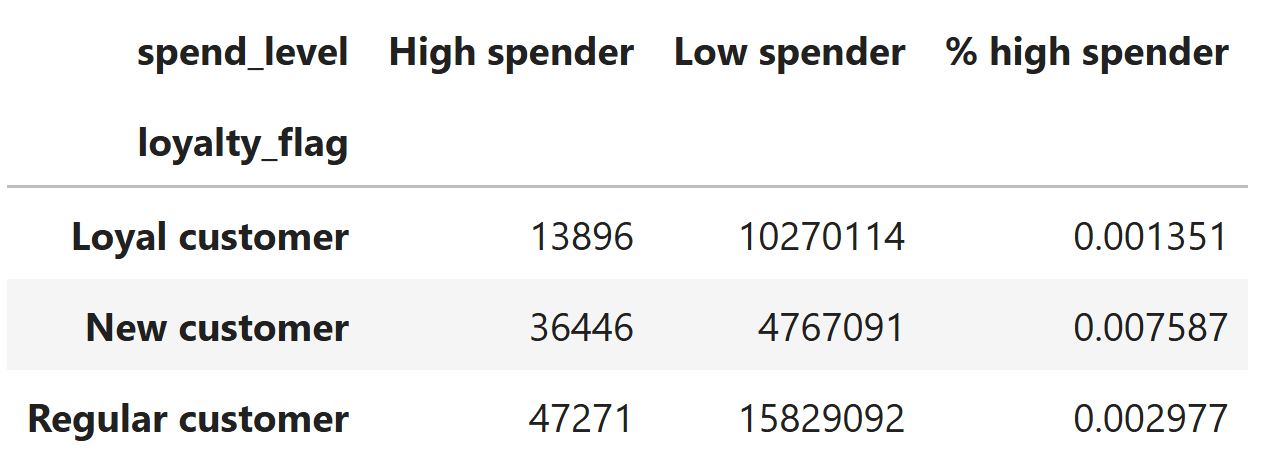 spend_level High spender Low spender % high spender
loyalty_flag
Loyal customer 13896 10270114 0.001351
New customer 36446 4767091 0.007587
Regular customer 47271 15829092 0.002977